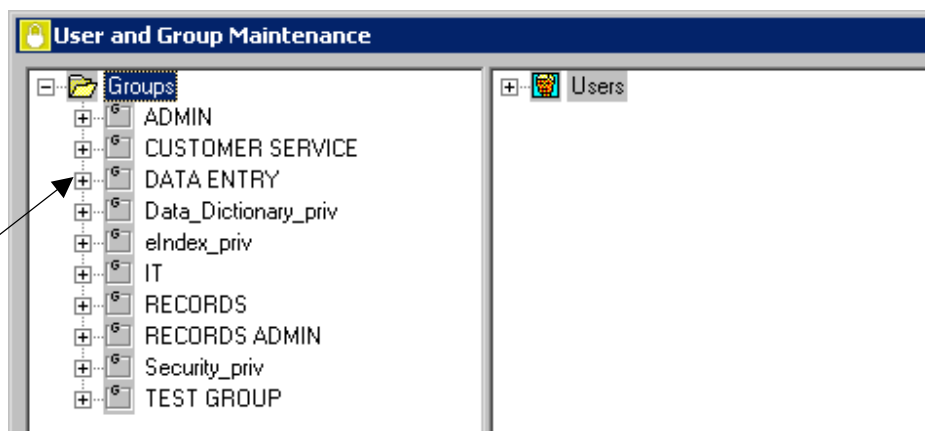 User and Group Maintenance
Groups
ADMIN
CUSTOMER SERVICE
DATA ENTRY
Data_Dictionary_priv
eIndex_priv
IT
RECORDS
RECORDS ADMIN
Security_priv
TEST GROUP
Users